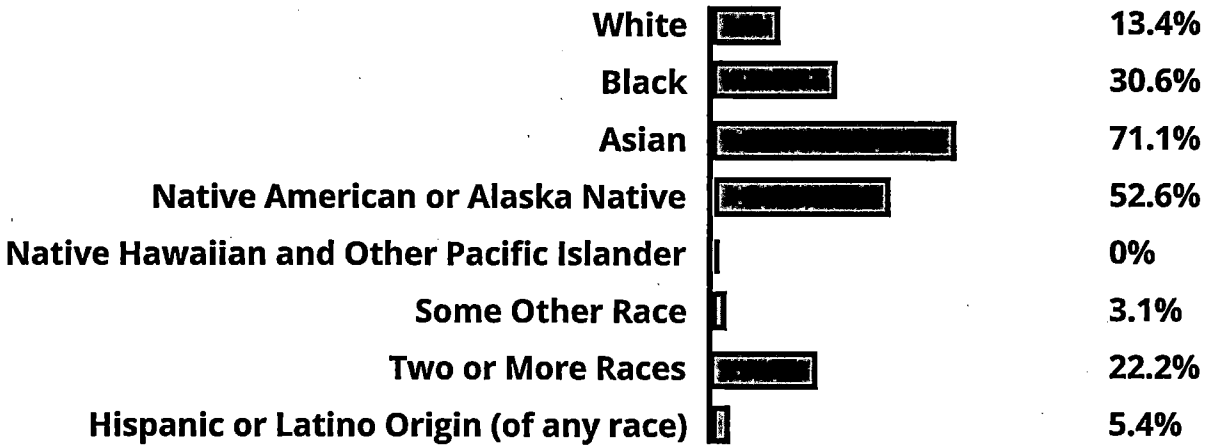 White 13.4%
Black 30.6%
Asian 71.1%
Native American or Alaska Native 52.6%
Native Hawaiian and Other Pacific Islander 0%
Some Other Race 3.1%
Two or More Races 22.2%
Hispanic or Latino Origin (of any race) 5.4%